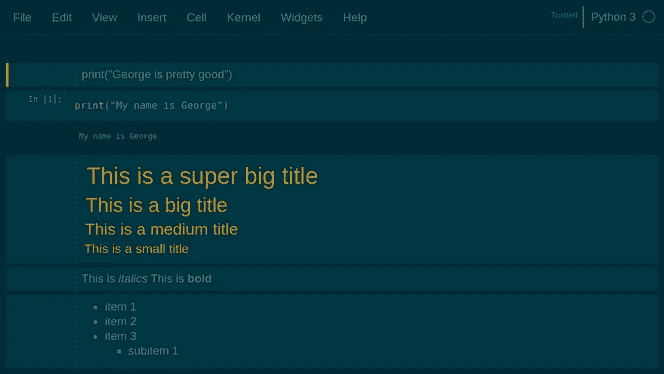 File Edit View Insert Cell Kernel Widgets Help Trusted Python 3
print("George is pretty good")
In [1]: print("My name is George")
My name is George
This is a super big title
This is a big title
This is a medium title
This is a small title
This is italics This is bold
item 1
item 2
item 3
subitem 1